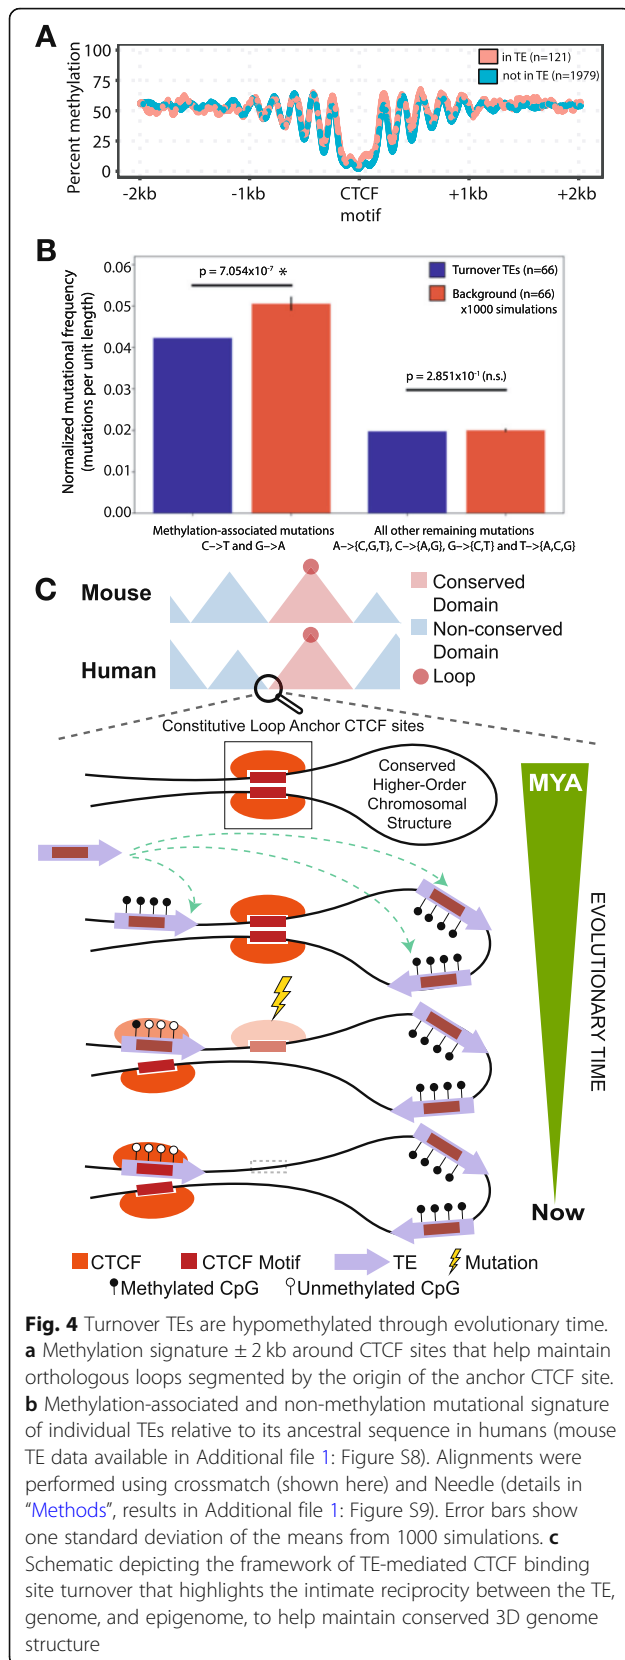 A
Percent methylation
100
75
50
25
0
in TE (n=121)
not in TE (n=1979)
-2kb
-1kb
CTCF
motif
+1kb
+2kb
B
Normalized mutational frequency
(mutations per unit length)
0.06
0.05
0.04
0.03
0.02
0.01
0.00
p = 7.054x10⁻⁷ *
Turnover TEs (n=66)
Background (n=66)
x1000 simulations
p = 2.851x10⁻¹ (n.s.)
Methylation-associated mutations
C–>T and G–>A
All other remaining mutations
A–>{C,G,T}, C–>{A,G}, G–>{C,T} and T–>{A,C,G}
C
Mouse
Human
Conserved
Domain
Non-conserved
Domain
Loop
Constitutive Loop Anchor CTCF sites
Conserved
Higher-Order
Chromosomal
Structure
MYA
EVOLUTIONARY TIME
Now
CTCF
CTCF Motif
TE
Mutation
Methylated CpG
Unmethylated CpG
Fig. 4 Turnover TEs are hypomethylated through evolutionary time.
a Methylation signature ± 2 kb around CTCF sites that help maintain
orthologous loops segmented by the origin of the anchor CTCF site.
b Methylation-associated and non-methylation mutational signature
of individual TEs relative to its ancestral sequence in humans (mouse
TE data available in Additional file 1: Figure S8). Alignments were
performed using crossmatch (shown here) and Needle (details in
“Methods”, results in Additional file 1: Figure S9). Error bars show
one standard deviation of the means from 1000 simulations. c
Schematic depicting the framework of TE-mediated CTCF binding
site turnover that highlights the intimate reciprocity between the TE,
genome, and epigenome, to help maintain conserved 3D genome
structure